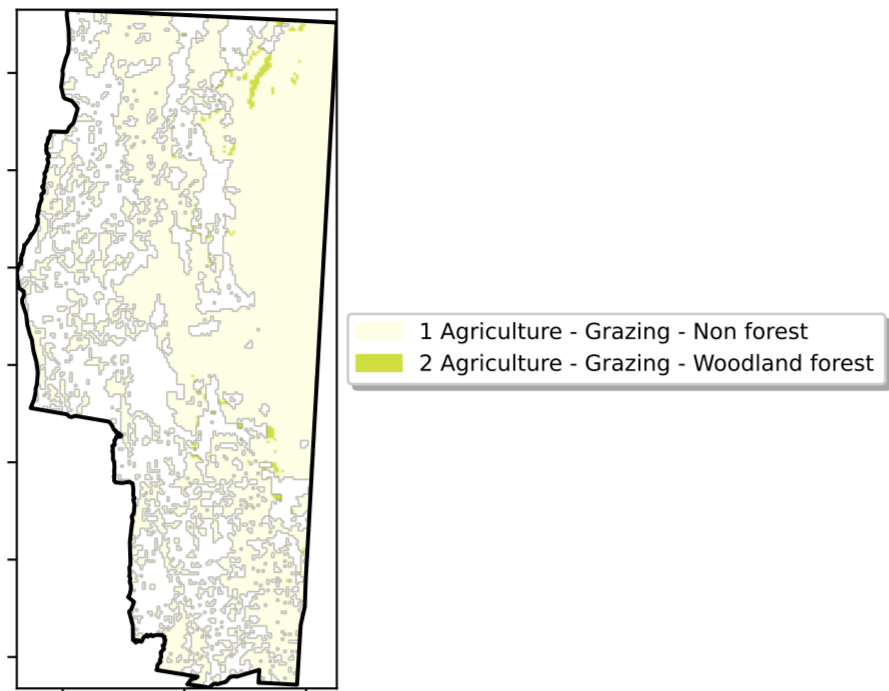 1 Agriculture - Grazing - Non forest
2 Agriculture - Grazing - Woodland forest